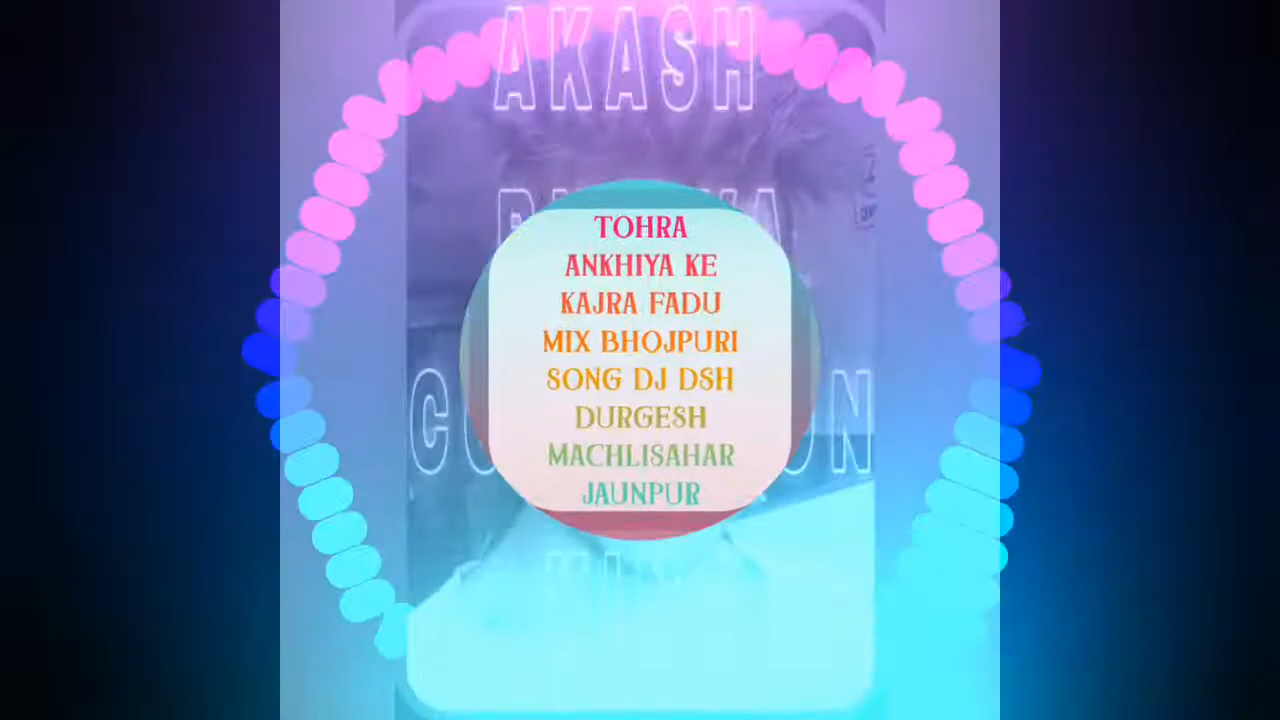 AKASH
TOHRA
ANKHIYA KE
KAJRA FADU
MIX BHOJPURI
SONG DJ DSH
DURGESH
MACHLISAHAR
JAUNPUR